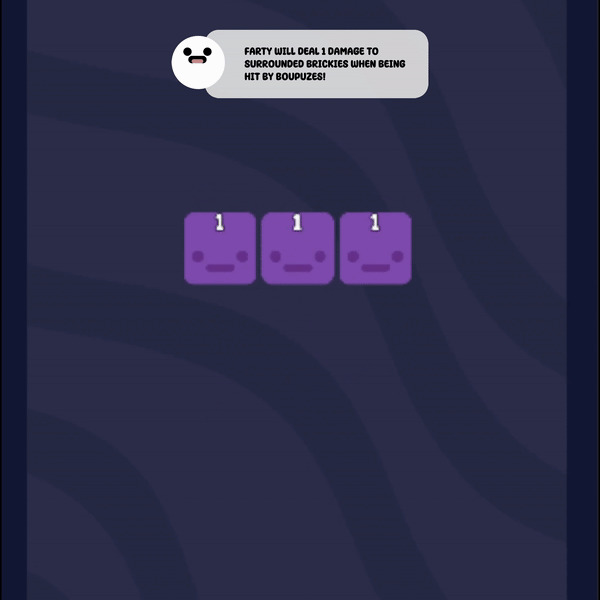 FARTY WILL DEAL 1 DAMAGE TO
SURROUNDED BRICKIES WHEN BEING
HIT BY BOUPUZES!
1 1 1